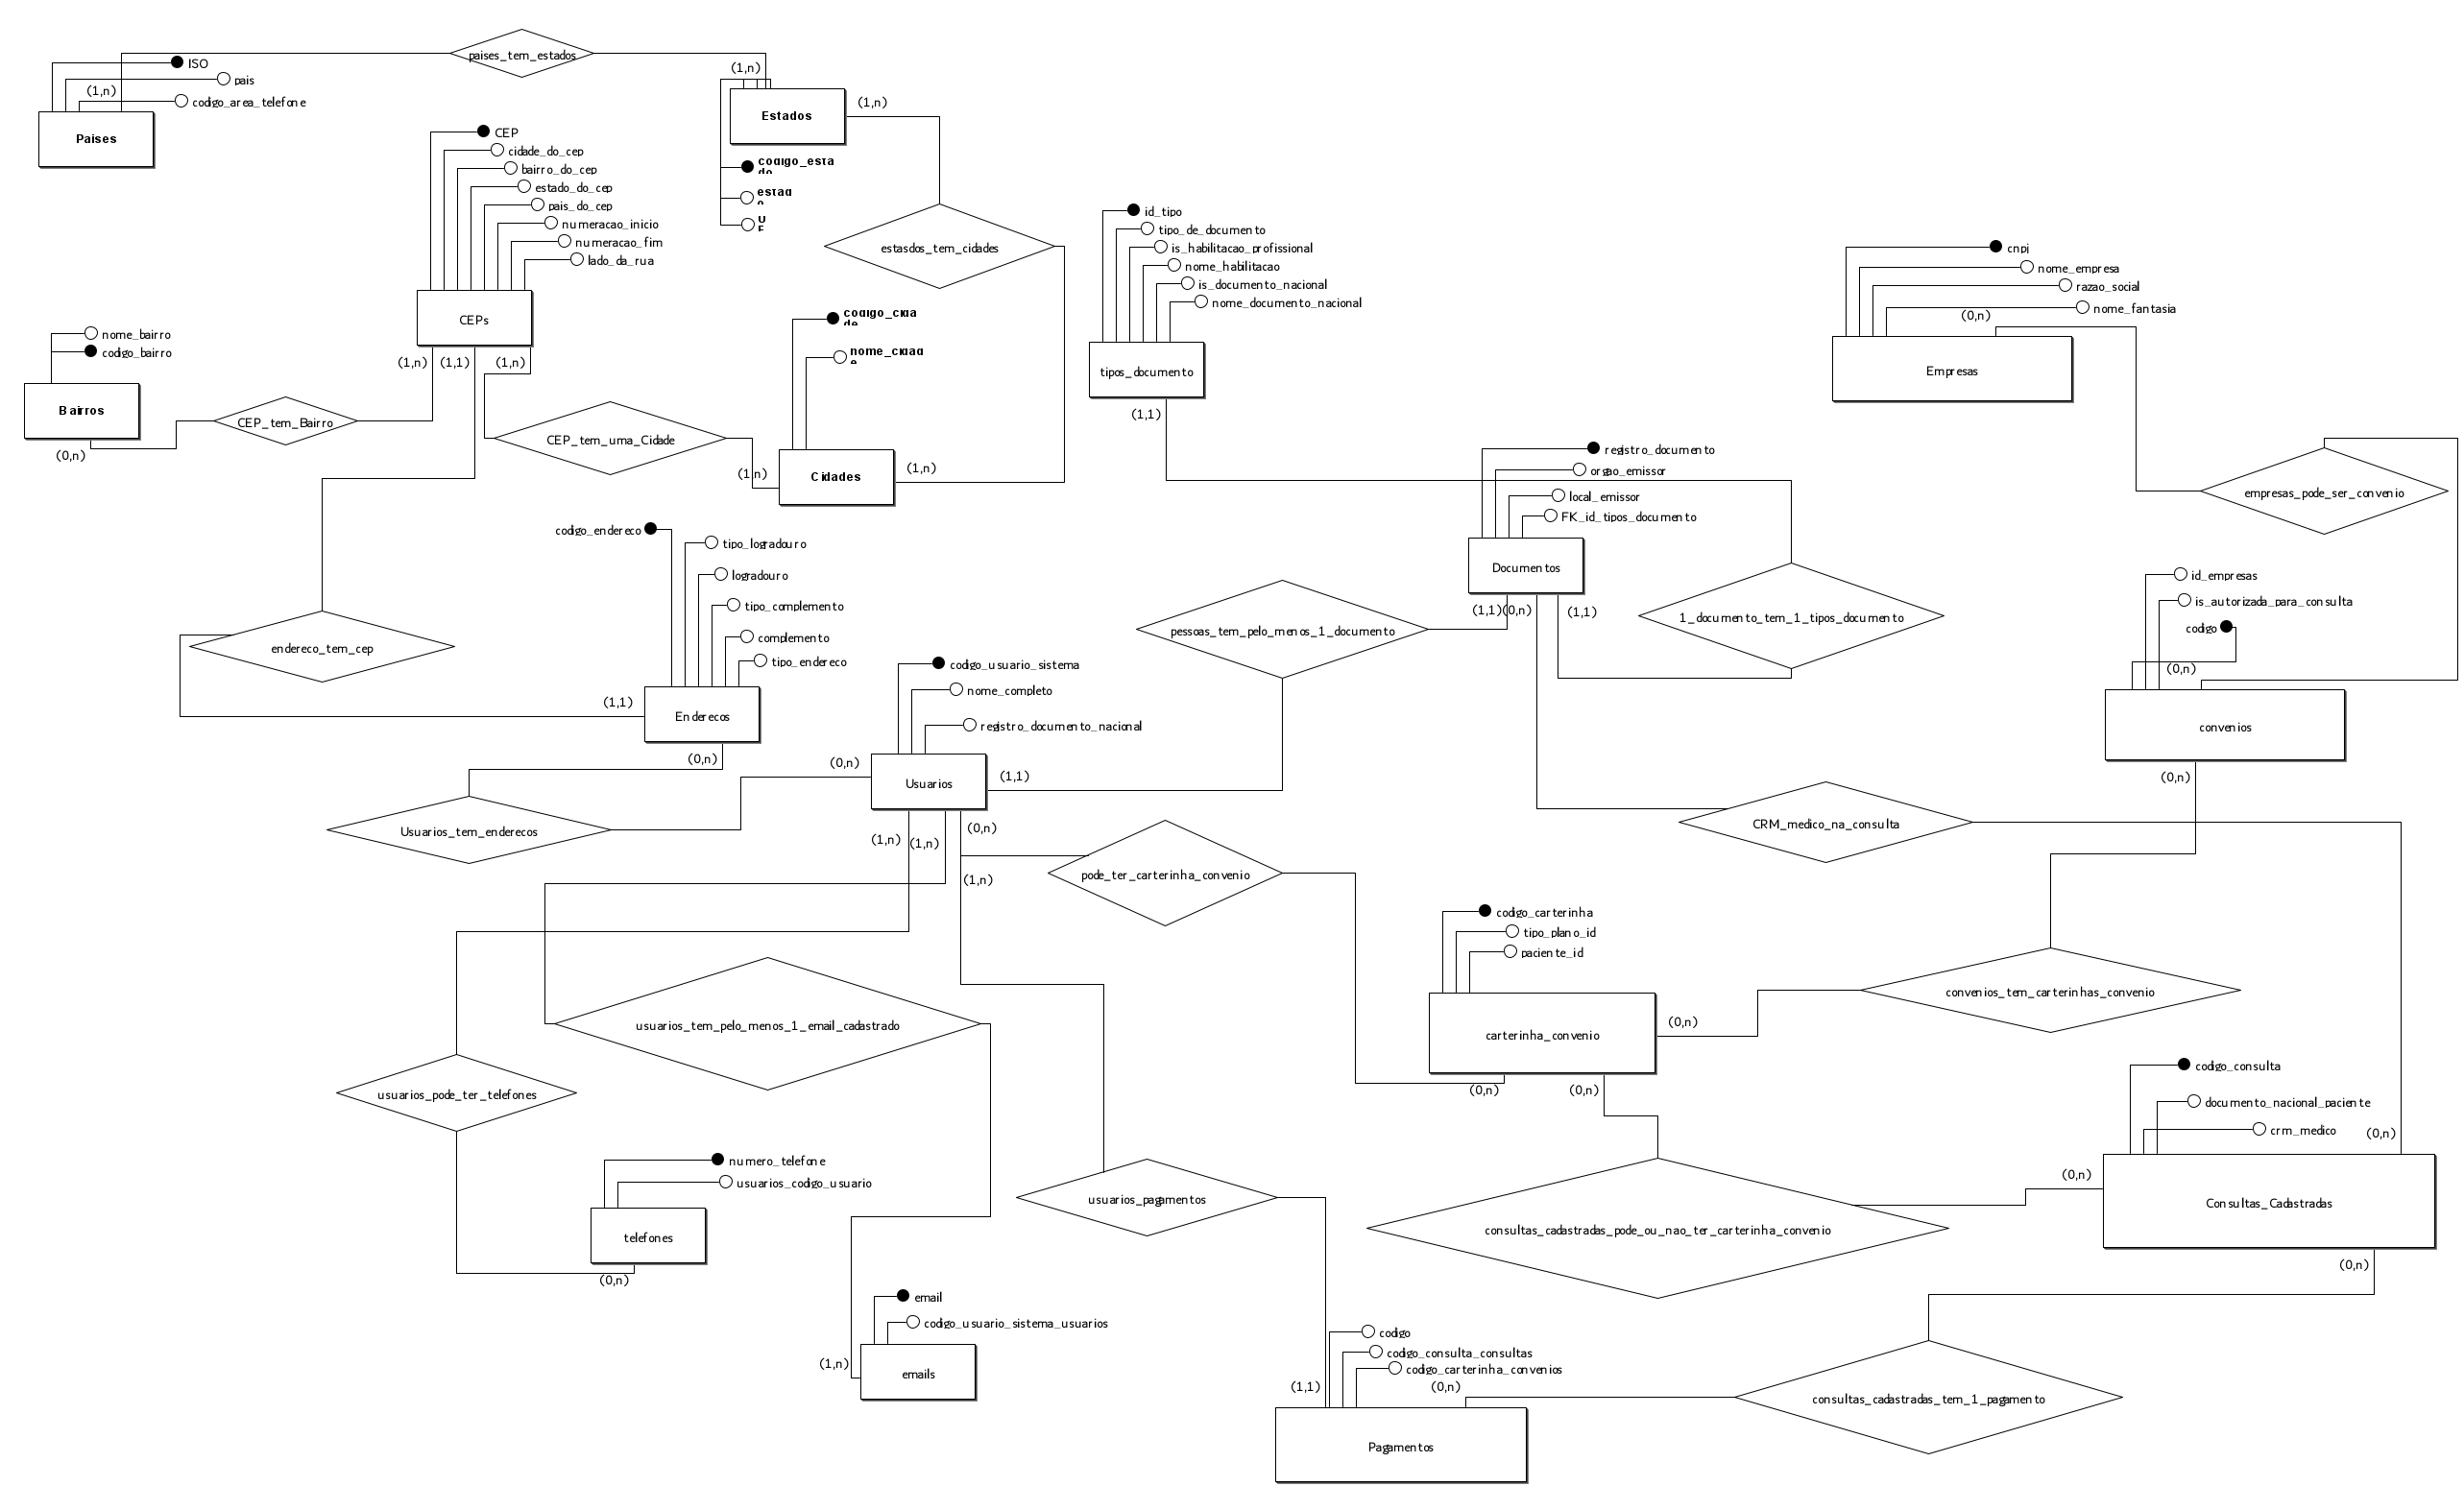 paises_tem_estados
ISO
pais
(1,n)
codigo_area_telefone
Paises
(1,n)
Estados
(1,n)
codigo_esta
do
estad
o
U
F
CEP
cidade_do_cep
bairro_do_cep
estado_do_cep
pais_do_cep
numeracao_inicio
numeracao_fim
lado_da_rua
CEPs
(1,n)
(1,1)
(1,n)
estasdos_tem_cidades
id_tipo
tipo_de_documento
is_habilitacao_profissional
nome_habilitacao
is_documento_nacional
nome_documento_nacional
tipos_documento
(1,1)
cnpj
nome_empresa
razao_social
nome_fantasia
(0,n)
Empresas
nome_bairro
codigo_bairro
Bairros
(0,n)
CEP_tem_Bairro
CEP_tem_uma_Cidade
codigo_cida
de
nome_cidad
e
(1,n)
Cidades
(1,n)
registro_documento
orgao_emissor
local_emissor
FK_id_tipos_documento
Documentos
(1,1)
(0,n)
(1,1)
empresas_pode_ser_convenio
codigo_endereco
tipo_logradouro
logradouro
tipo_complemento
complemento
tipo_endereco
(1,1)
Enderecos
(0,n)
endereco_tem_cep
pessoas_tem_pelo_menos_1_documento
1_documento_tem_1_tipos_documento
id_empresas
is_autorizada_para_consulta
codigo
(0,n)
convenios
(0,n)
codigo_usuario_sistema
nome_completo
registro_documento_nacional
(0,n)
Usuarios
(1,1)
Usuarios_tem_enderecos
(1,n)
(1,n)
(0,n)
(1,n)
pode_ter_carterinha_convenio
CRM_medico_na_consulta
codigo_carterinha
tipo_plano_id
paciente_id
carterinha_convenio
(0,n)
(0,n)
(0,n)
convenios_tem_carterinhas_convenio
usuarios_tem_pelo_menos_1_email_cadastrado
usuarios_pode_ter_telefones
codigo_consulta
documento_nacional_paciente
crm_medico
(0,n)
(0,n)
Consultas_Cadastradas
(0,n)
numero_telefone
usuarios_codigo_usuario
telefones
(0,n)
usuarios_pagamentos
consultas_cadastradas_pode_ou_nao_ter_carterinha_convenio
email
codigo_usuario_sistema_usuarios
(1,n)
emails
codigo
codigo_consulta_consultas
codigo_carterinha_convenios
(1,1)
(0,n)
Pagamentos
consultas_cadastradas_tem_1_pagamento